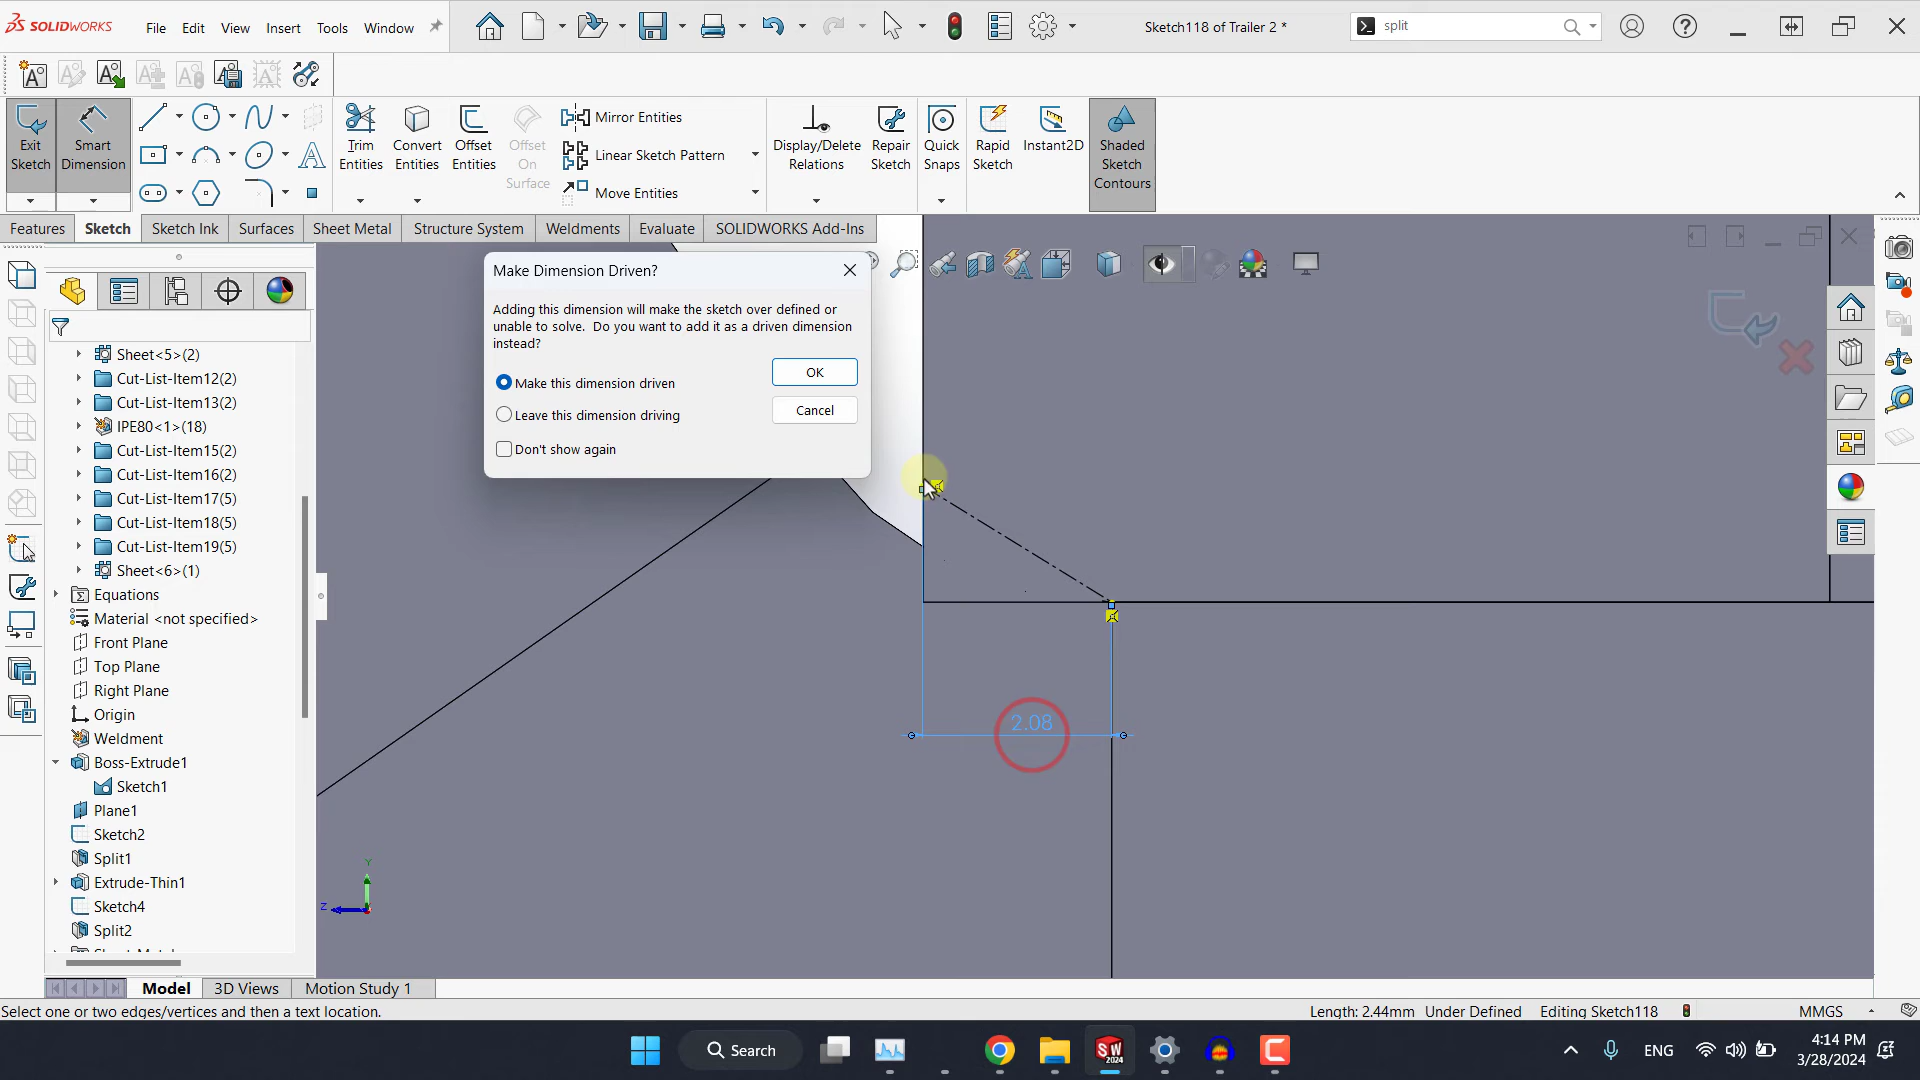 SOLIDWORKS
File
Edit
View
Insert
Tools
Window
Sketch118 of Trailer 2 *
split
Exit
Sketch
Smart
Dimension
Trim
Entities
Convert
Entities
Offset
Entities
Offset
On
Surface
Mirror Entities
Linear Sketch Pattern
Move Entities
Display/Delete
Relations
Repair
Sketch
Quick
Snaps
Rapid
Sketch
Instant2D
Shaded
Sketch
Contours
Features
Sketch
Sketch Ink
Surfaces
Sheet Metal
Structure System
Weldments
Evaluate
SOLIDWORKS Add-Ins
Make Dimension Driven?
Adding this dimension will make the sketch over defined or
unable to solve. Do you want to add it as a driven dimension
instead?
Make this dimension driven
Leave this dimension driving
Don't show again
OK
Cancel
Sheet<5>(2)
Cut-List-Item12(2)
Cut-List-Item13(2)
IPE80<1>(18)
Cut-List-Item15(2)
Cut-List-Item16(2)
Cut-List-Item17(5)
Cut-List-Item18(5)
Cut-List-Item19(5)
Sheet<6>(1)
Equations
Material <not specified>
Front Plane
Top Plane
Right Plane
Origin
Weldment
Boss-Extrude1
Sketch1
Plane1
Sketch2
Split1
Extrude-Thin1
Sketch4
Split2
2.08
Y
Z
Model
3D Views
Motion Study 1
Select one or two edges/vertices and then a text location.
Length: 2.44mm
Under Defined
Editing Sketch118
MMGS
Search
SW
2024
ENG
4:14 PM
3/28/2024